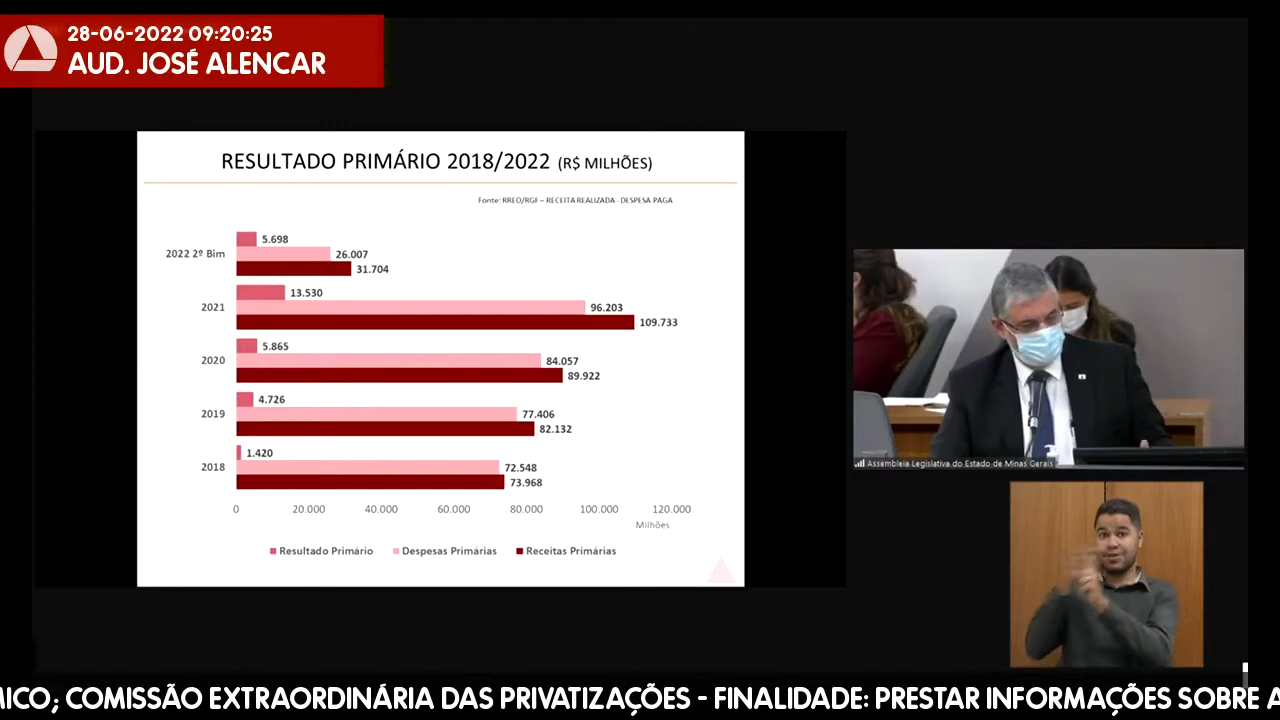 28-06-2022 09:20:25
AUD. JOSÉ ALENCAR
RESULTADO PRIMÁRIO 2018/2022 (R$ MILHÕES)
Fonte: RREO/RGF – RECEITA REALIZADA - DESPESA PAGA
5.698
2022 2º Bim 26.007
31.704
13.530
2021 96.203
109.733
5.865
2020 84.057
89.922
4.726
2019 77.406
82.132
1.420
2018 72.548
73.968
0 20.000 40.000 60.000 80.000 100.000 120.000
Milhões
Resultado Primário Despesas Primárias Receitas Primárias
Assembleia Legislativa do Estado de Minas Gerais
MICO; COMISSÃO EXTRAORDINÁRIA DAS PRIVATIZAÇÕES - FINALIDADE: PRESTAR INFORMAÇÕES SOBRE A